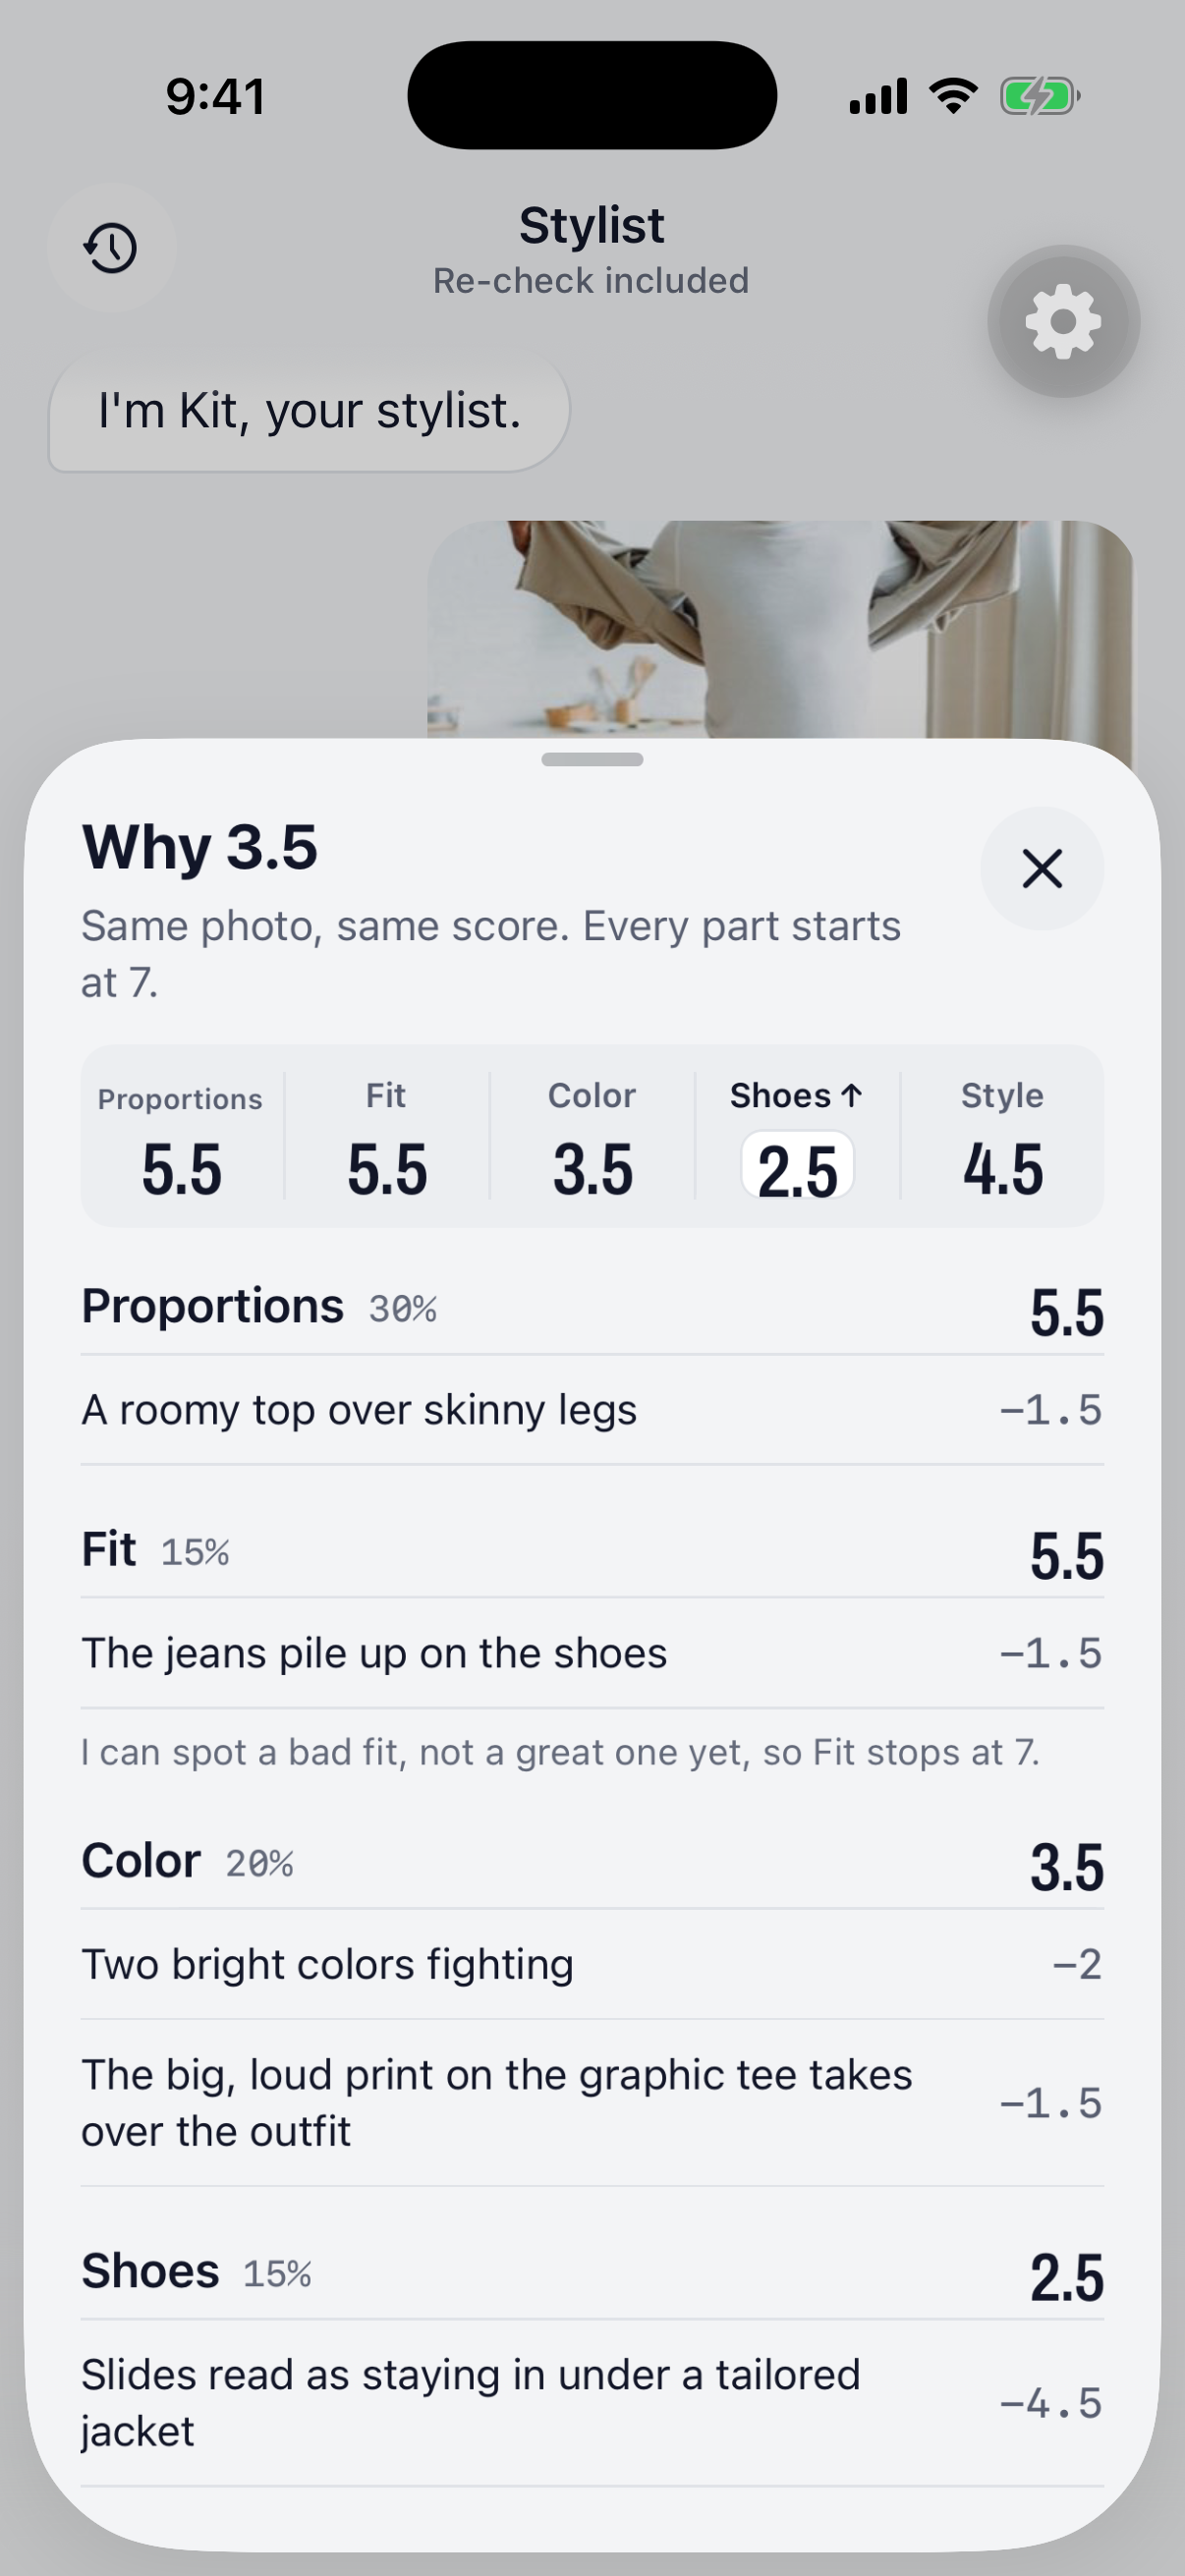 9:41
Stylist
Re-check included
I'm Kit, your stylist.
Why 3.5
Same photo, same score. Every part starts
at 7.
Proportions
5.5
Fit
5.5
Color
3.5
Shoes ↑
2.5
Style
4.5
Proportions 30% 5.5
A roomy top over skinny legs −1.5
Fit 15% 5.5
The jeans pile up on the shoes −1.5
I can spot a bad fit, not a great one yet, so Fit stops at 7.
Color 20% 3.5
Two bright colors fighting −2
The big, loud print on the graphic tee takes
over the outfit −1.5
Shoes 15% 2.5
Slides read as staying in under a tailored
jacket −4.5